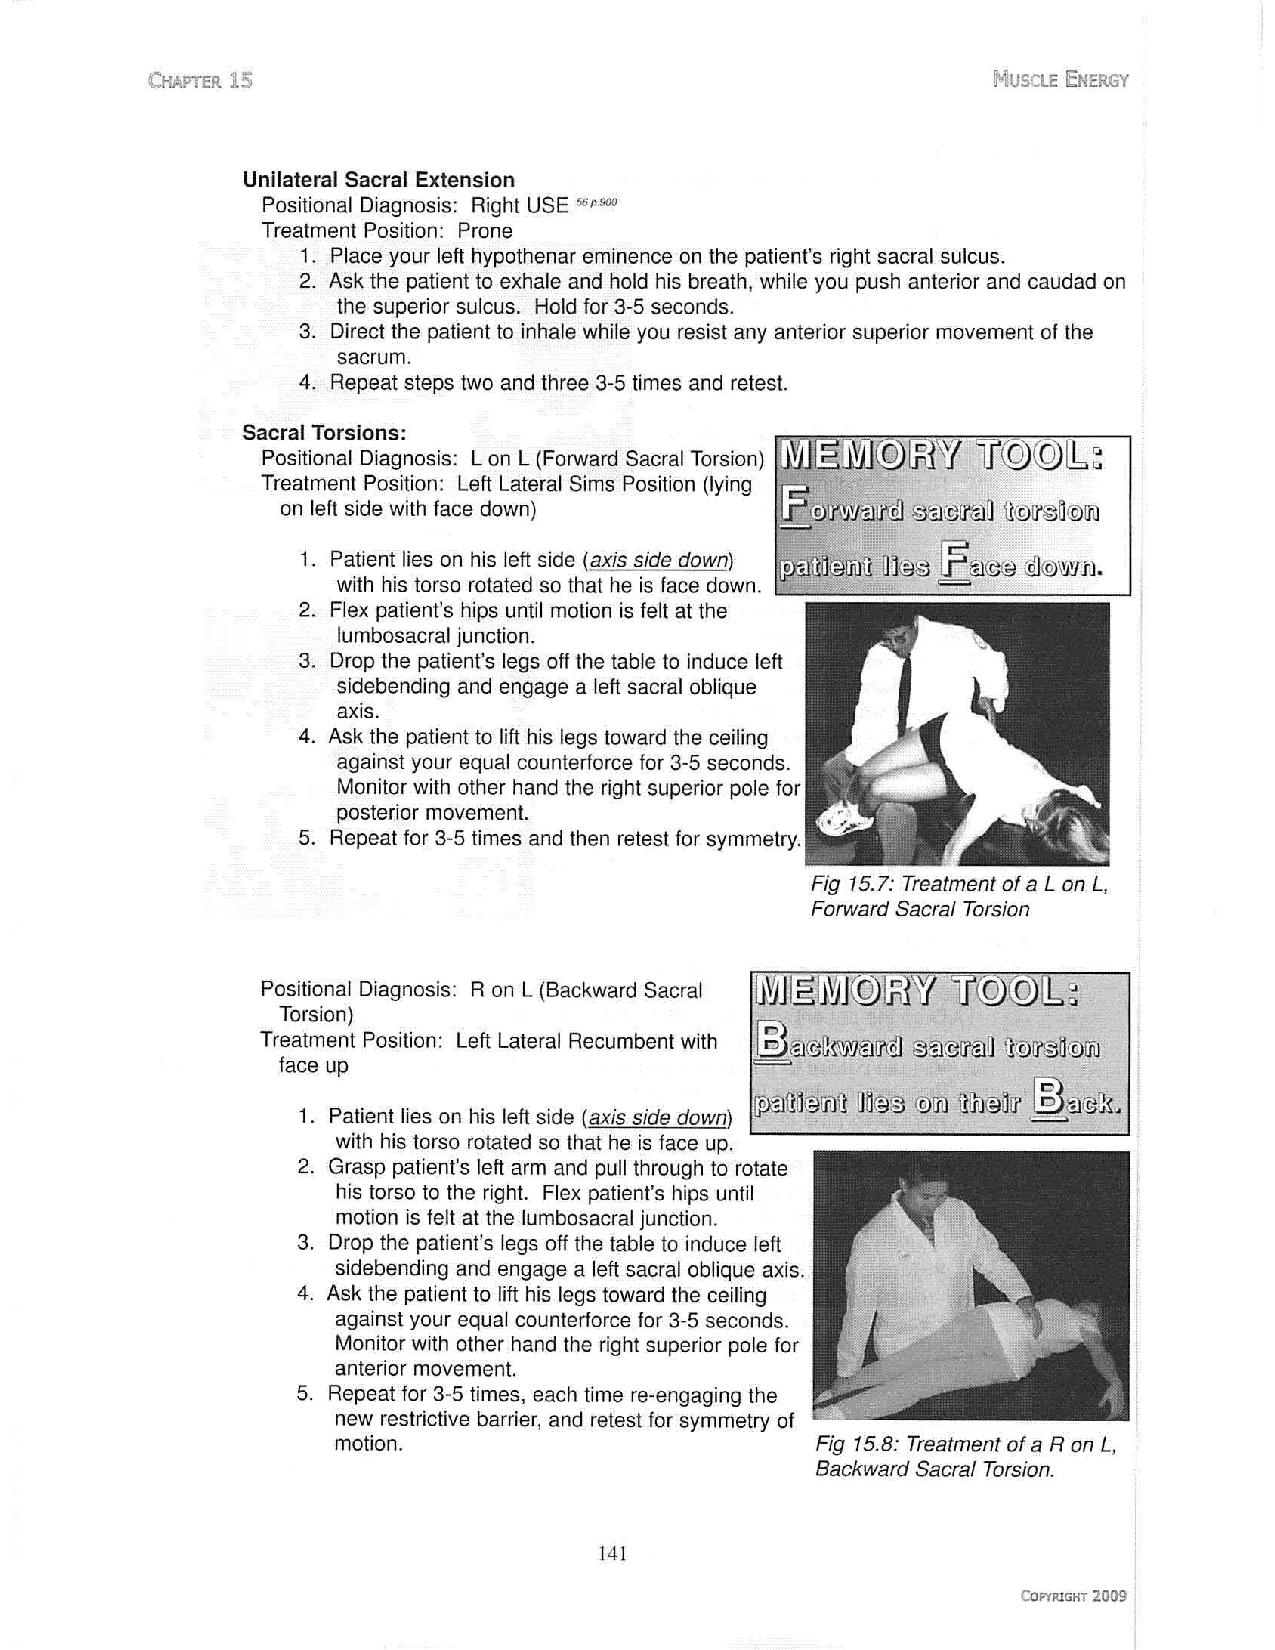 CHAPTER 15
MUSCLE ENERGY
Unilateral Sacral Extension
Positional Diagnosis: Right USE 56 p.900
Treatment Position: Prone
1. Place your left hypothenar eminence on the patient's right sacral sulcus.
2. Ask the patient to exhale and hold his breath, while you push anterior and caudad on
the superior sulcus. Hold for 3-5 seconds.
3. Direct the patient to inhale while you resist any anterior superior movement of the
sacrum.
4. Repeat steps two and three 3-5 times and retest.
Sacral Torsions:
Positional Diagnosis: L on L (Forward Sacral Torsion)
Treatment Position: Left Lateral Sims Position (lying
on left side with face down)
1. Patient lies on his left side (axis side down)
with his torso rotated so that he is face down.
2. Flex patient's hips until motion is felt at the
lumbosacral junction.
3. Drop the patient's legs off the table to induce left
sidebending and engage a left sacral oblique
axis.
4. Ask the patient to lift his legs toward the ceiling
against your equal counterforce for 3-5 seconds.
Monitor with other hand the right superior pole for
posterior movement.
5. Repeat for 3-5 times and then retest for symmetry.
MEMORY TOOL:
Forward sacral torsion
patient lies Face down.
Fig 15.7: Treatment of a L on L,
Forward Sacral Torsion
Positional Diagnosis: R on L (Backward Sacral
Torsion)
Treatment Position: Left Lateral Recumbent with
face up
1. Patient lies on his left side (axis side down)
with his torso rotated so that he is face up.
2. Grasp patient's left arm and pull through to rotate
his torso to the right. Flex patient's hips until
motion is felt at the lumbosacral junction.
3. Drop the patient's legs off the table to induce left
sidebending and engage a left sacral oblique axis.
4. Ask the patient to lift his legs toward the ceiling
against your equal counterforce for 3-5 seconds.
Monitor with other hand the right superior pole for
anterior movement.
5. Repeat for 3-5 times, each time re-engaging the
new restrictive barrier, and retest for symmetry of
motion.
MEMORY TOOL:
Backward sacral torsion
patient lies on their Back.
Fig 15.8: Treatment of a R on L,
Backward Sacral Torsion.
141
COPYRIGHT 2009